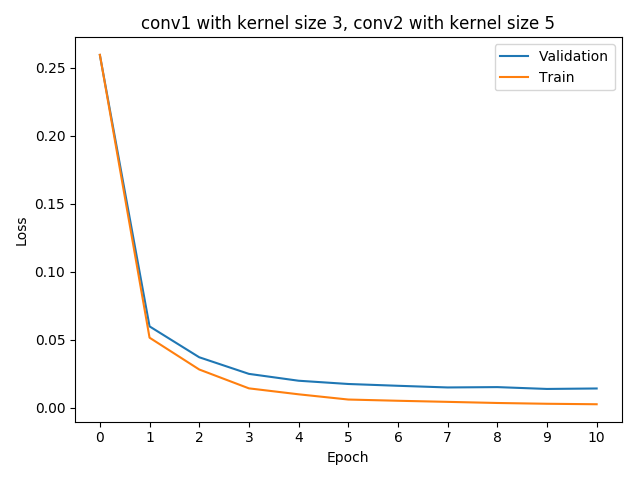 conv1 with kernel size 3, conv2 with kernel size 5
Validation
Train
0.25
0.20
0.15
0.10
0.05
0.00
Loss
0 1 2 3 4 5 6 7 8 9 10
Epoch